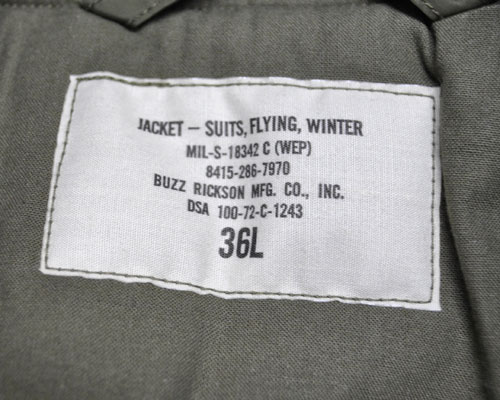 JACKET – SUITS, FLYING, WINTER
MIL-S-18342 C (WEP)
8415-286-7970
BUZZ RICKSON MFG. CO., INC.
DSA 100-72-C-1243
36L